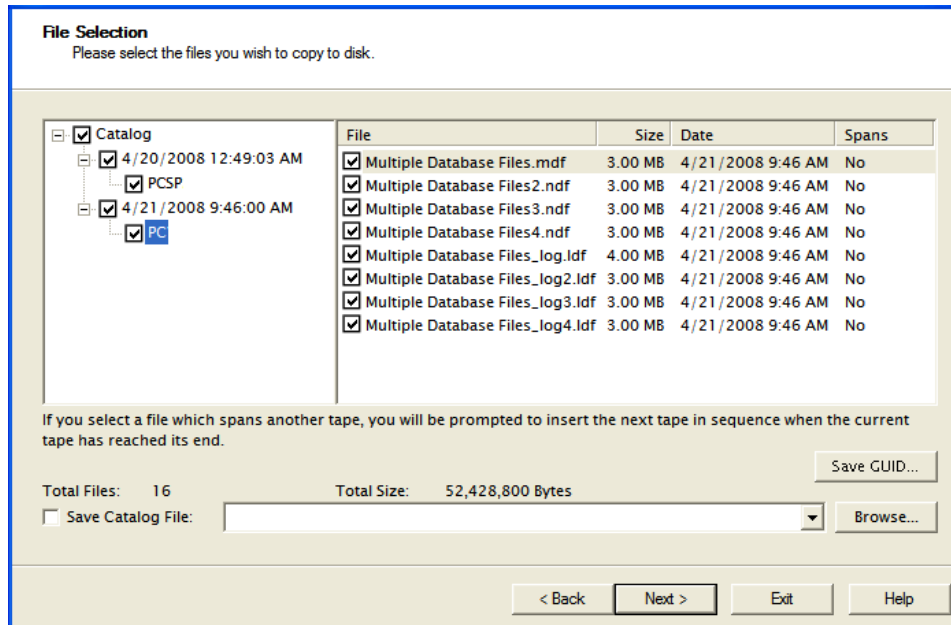 File Selection
Please select the files you wish to copy to disk.
Catalog
4/20/2008 12:49:03 AM
PCSP
4/21/2008 9:46:00 AM
PC
File Size Date Spans
Multiple Database Files.mdf 3.00 MB 4/21/2008 9:46 AM No
Multiple Database Files2.ndf 3.00 MB 4/21/2008 9:46 AM No
Multiple Database Files3.ndf 3.00 MB 4/21/2008 9:46 AM No
Multiple Database Files4.ndf 3.00 MB 4/21/2008 9:46 AM No
Multiple Database Files_log.ldf 4.00 MB 4/21/2008 9:46 AM No
Multiple Database Files_log2.ldf 3.00 MB 4/21/2008 9:46 AM No
Multiple Database Files_log3.ldf 3.00 MB 4/21/2008 9:46 AM No
Multiple Database Files_log4.ldf 3.00 MB 4/21/2008 9:46 AM No
If you select a file which spans another tape, you will be prompted to insert the next tape in sequence when the current
tape has reached its end.
Save GUID...
Total Files: 16 Total Size: 52,428,800 Bytes
Save Catalog File: Browse...
< Back Next > Exit Help